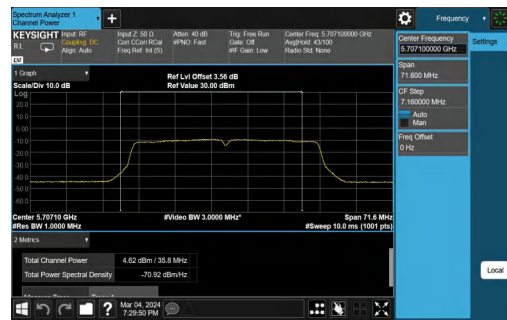 Spectrum Analyzer 1
Channel Power
+
Frequency
KEYSIGHT
Input: RF
Input Z: 50 Ω
Atten: 40 dB
Trig: Free Run
Center Freq: 5.707100000 GHz
R L
Coupling: DC
Corr CCorr RCal
#PNO: Fast
Gate: Off
Avg|Hold: 43/100
Align: Auto
Freq Ref: Int (S)
#IF Gain: Low
Radio Std: None
LXI
Center Frequency
5.707100000 GHz
Settings
Span
71.600 MHz
CF Step
7.160000 MHz
Auto
Man
Freq Offset
0 Hz
Local
1 Graph
Ref Lvl Offset 3.56 dB
Scale/Div 10.0 dB
Ref Value 30.00 dBm
Log
20.0
10.0
0.00
-10.0
-20.0
-30.0
-40.0
-50.0
-60.0
Center 5.70710 GHz
#Video BW 3.0000 MHz*
Span 71.6 MHz
#Res BW 1.0000 MHz
#Sweep 10.0 ms (1001 pts)
2 Metrics
Total Channel Power
4.62 dBm / 35.8 MHz
Total Power Spectral Density
-70.92 dBm/Hz
?
Mar 04, 2024
7:29:50 PM